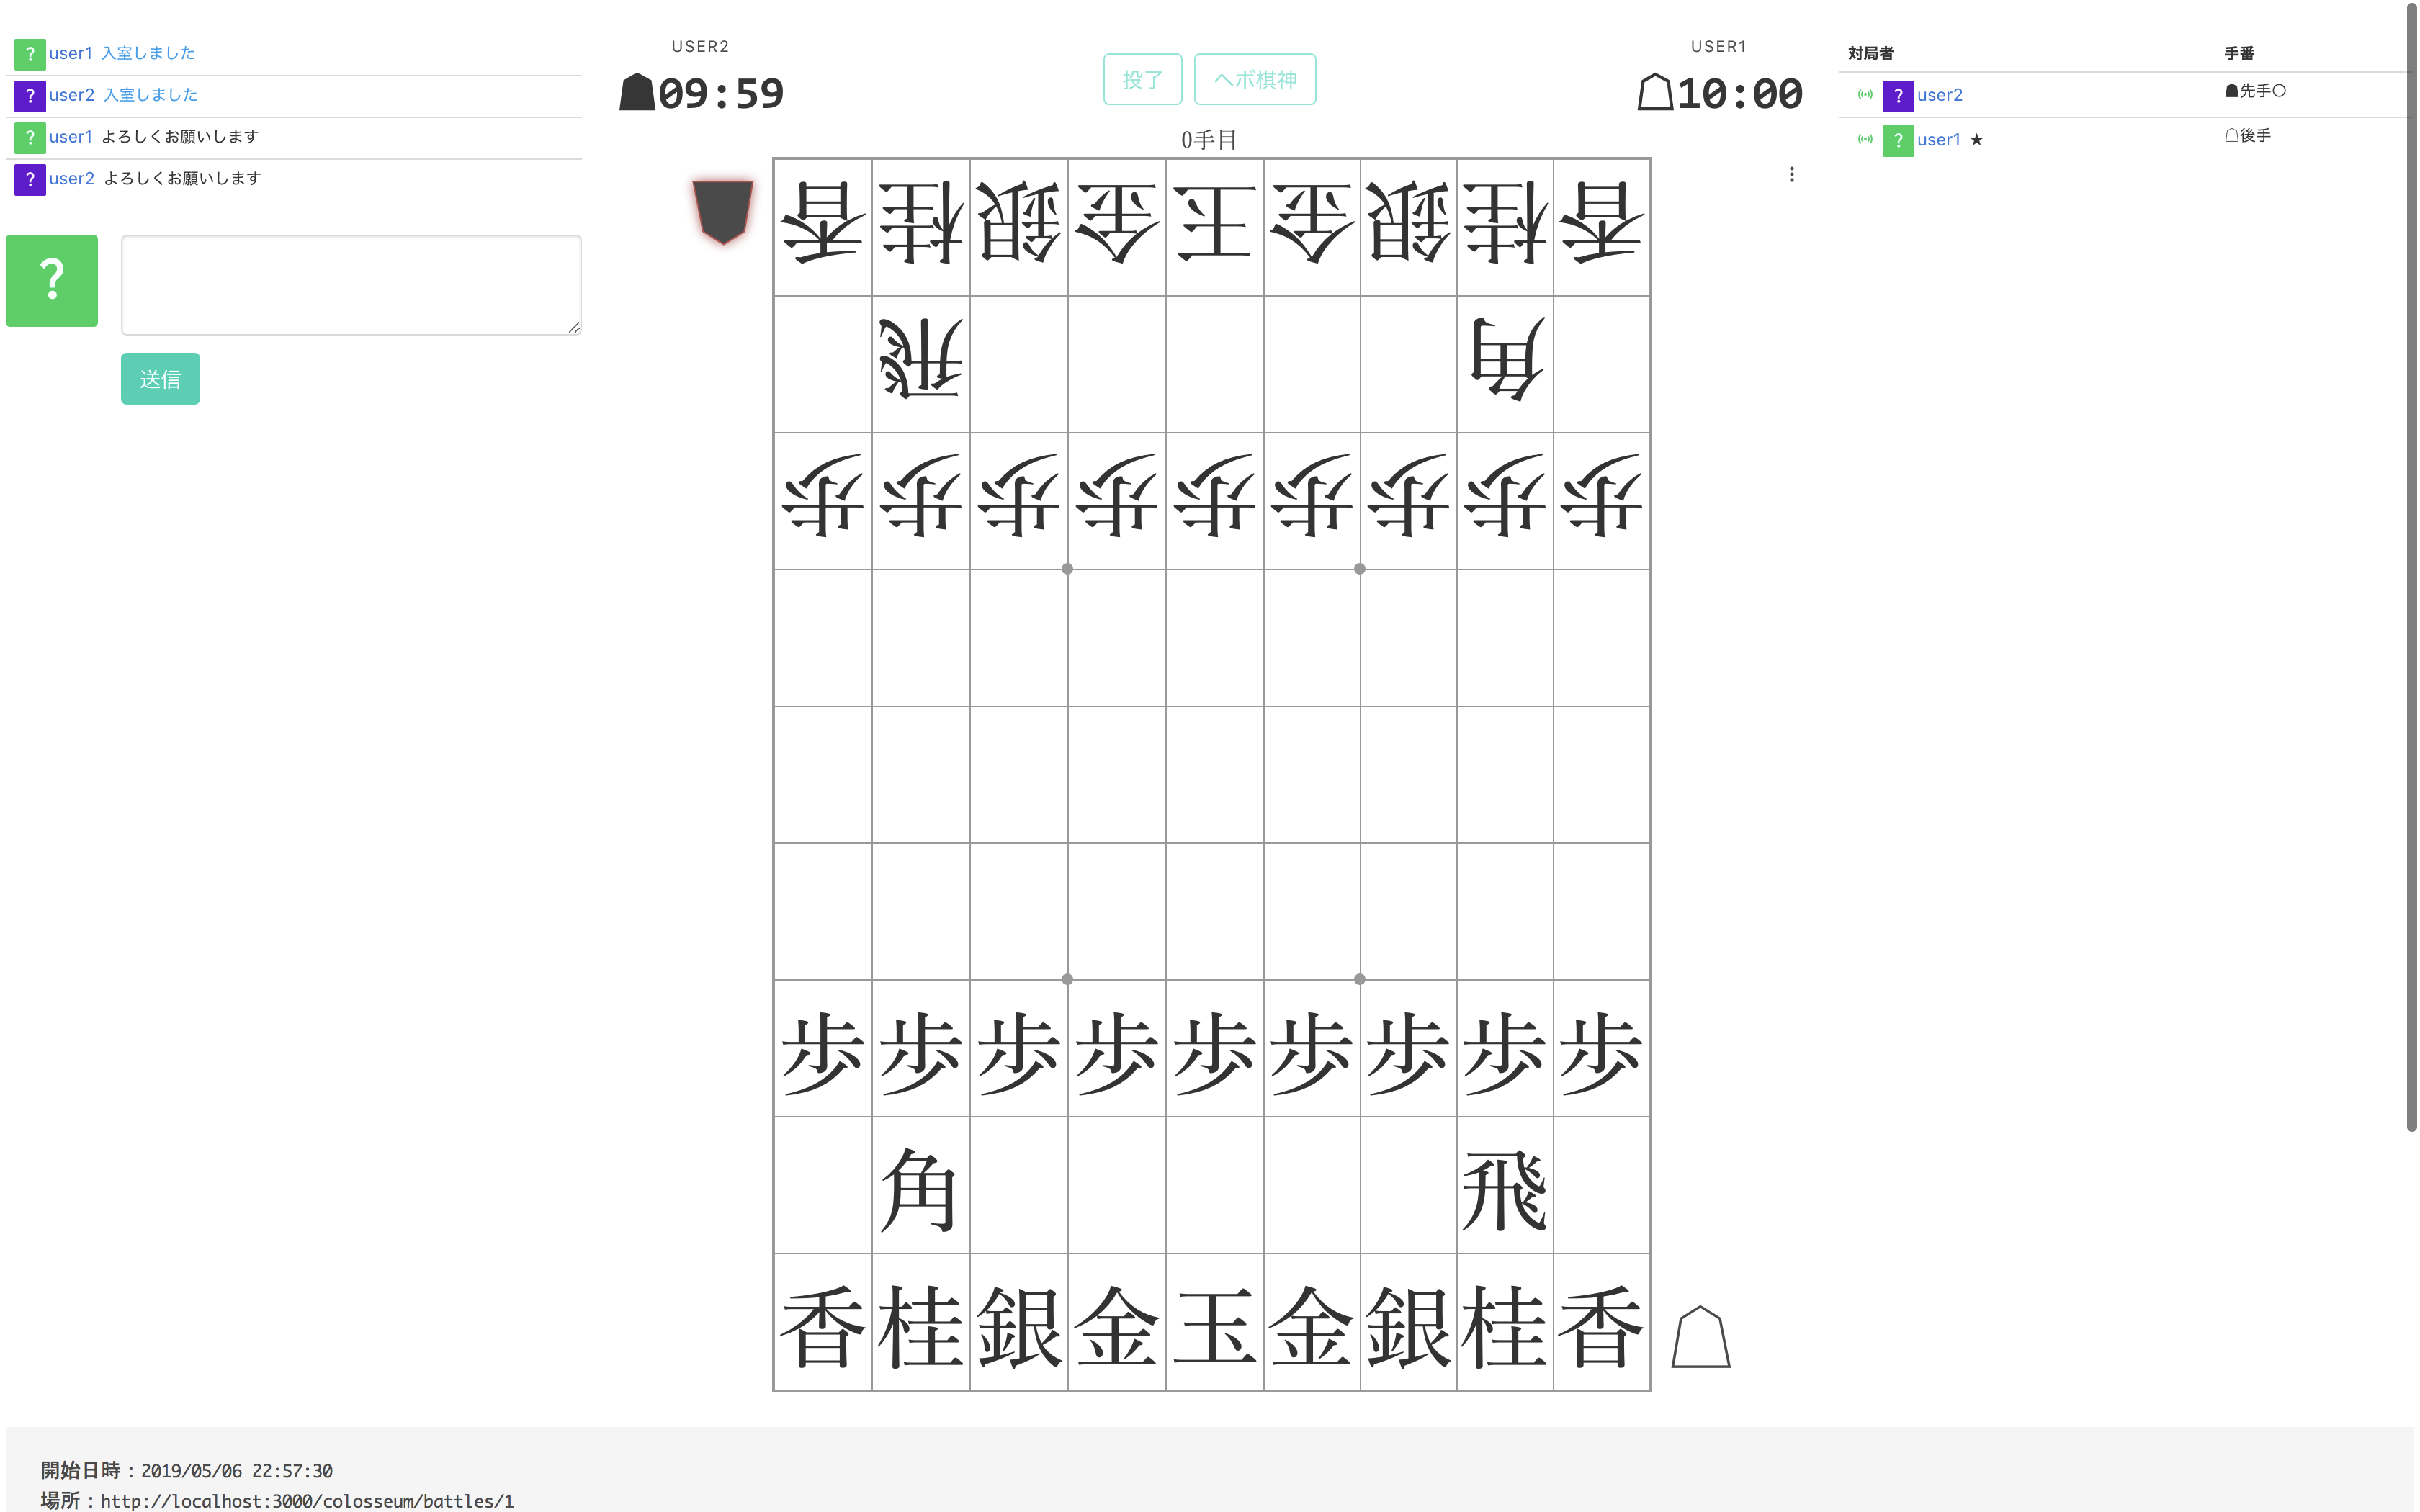 ? user1 入室しました
? user2 入室しました
? user1 よろしくお願いします
? user2 よろしくお願いします
?
送信
USER2
☗09:59
投了 ヘボ棋神
USER1
☖10:00
0手目
香桂銀金玉金銀桂香
飛角
歩歩歩歩歩歩歩歩歩
歩歩歩歩歩歩歩歩歩
角飛
香桂銀金玉金銀桂香
対局者 手番
? user2 ☗先手○
? user1 ★ ☖後手
開始日時：2019/05/06 22:57:30
場所：http://localhost:3000/colosseum/battles/1